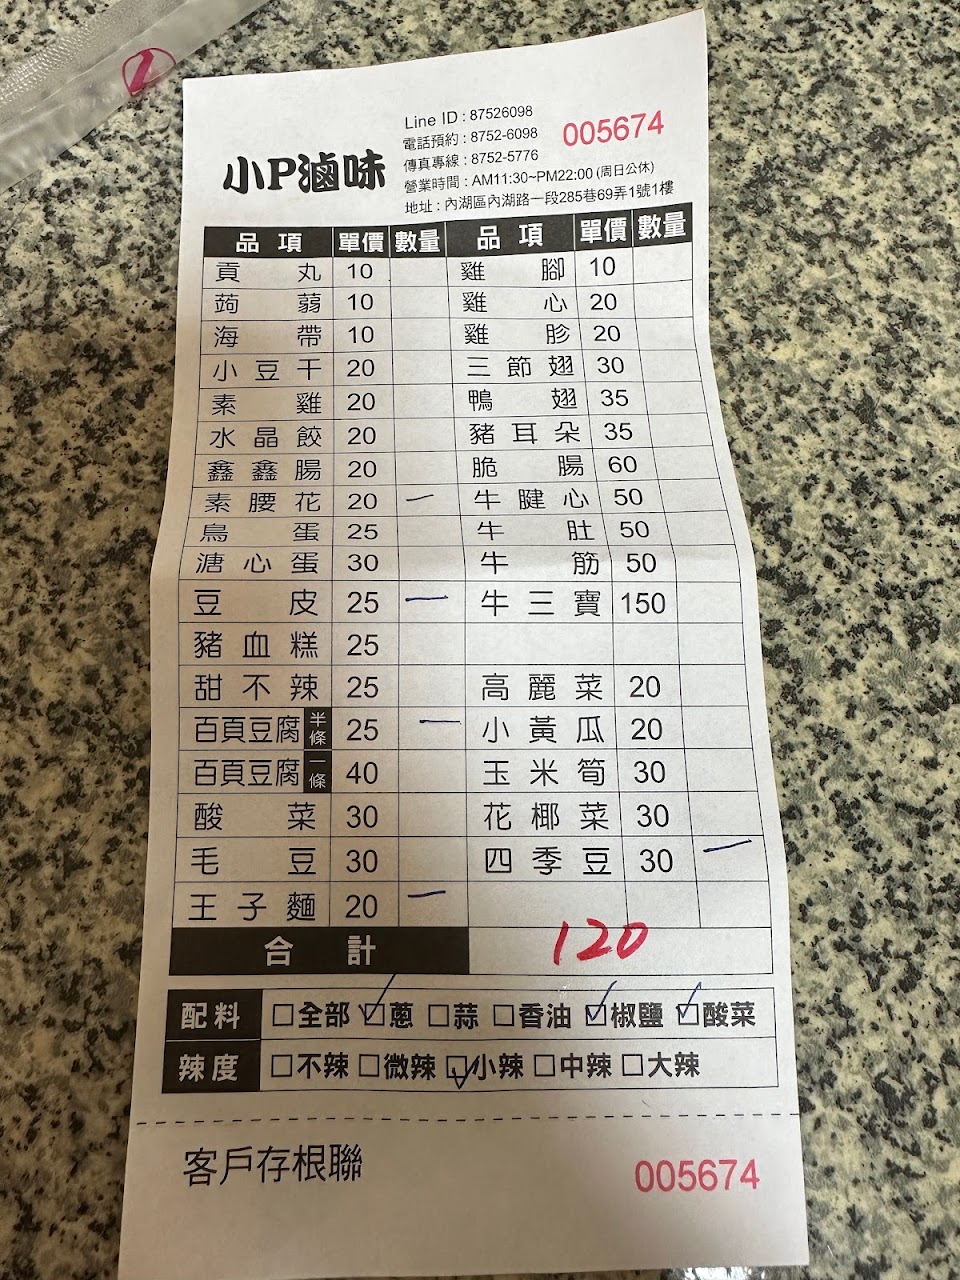 Line ID : 87526098
電話預約 : 8752-6098
傳真專線 : 8752-5776
營業時間 : AM11:30~PM22:00 (周日公休)
地址 : 內湖區內湖路一段285巷69弄1號1樓
005674
小P滷味
品項 單價 數量 品項 單價 數量
貢丸 10 雞腳 10
蒟蒻 10 雞心 20
海帶 10 雞胗 20
小豆干 20 三節翅 30
素雞 20 鴨翅 35
水晶餃 20 豬耳朵 35
鑫鑫腸 20 脆腸 60
素腰花 20 一 牛腱心 50
鳥蛋 25 牛肚 50
溏心蛋 30 牛筋 50
豆皮 25 一 牛三寶 150
豬血糕 25
甜不辣 25 高麗菜 20
百頁豆腐 半條 25 一 小黃瓜 20
百頁豆腐 一條 40 玉米筍 30
酸菜 30 花椰菜 30
毛豆 30 四季豆 30 一
王子麵 20 一
合計 120
配料 □全部 ☑蔥 □蒜 □香油 ☑椒鹽 ☑酸菜
辣度 □不辣 □微辣 ☑小辣 □中辣 □大辣
客戶存根聯 005674